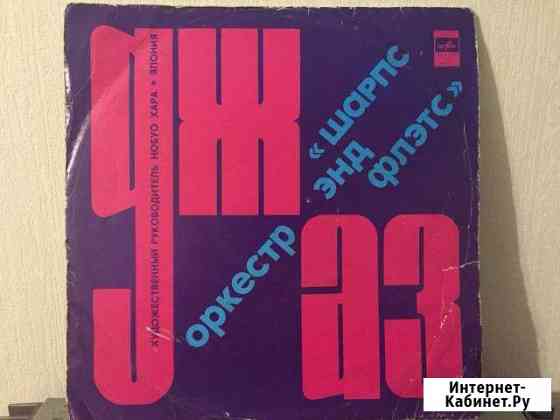 ДЖ
АЗ
ХУДОЖЕСТВЕННЫЙ РУКОВОДИТЕЛЬ НОБУО ХАРА • ЯПОНИЯ
оркестр
«ШАРПС
ЭНД
ФЛЭТС»
Интернет-
Кабинет.Ру